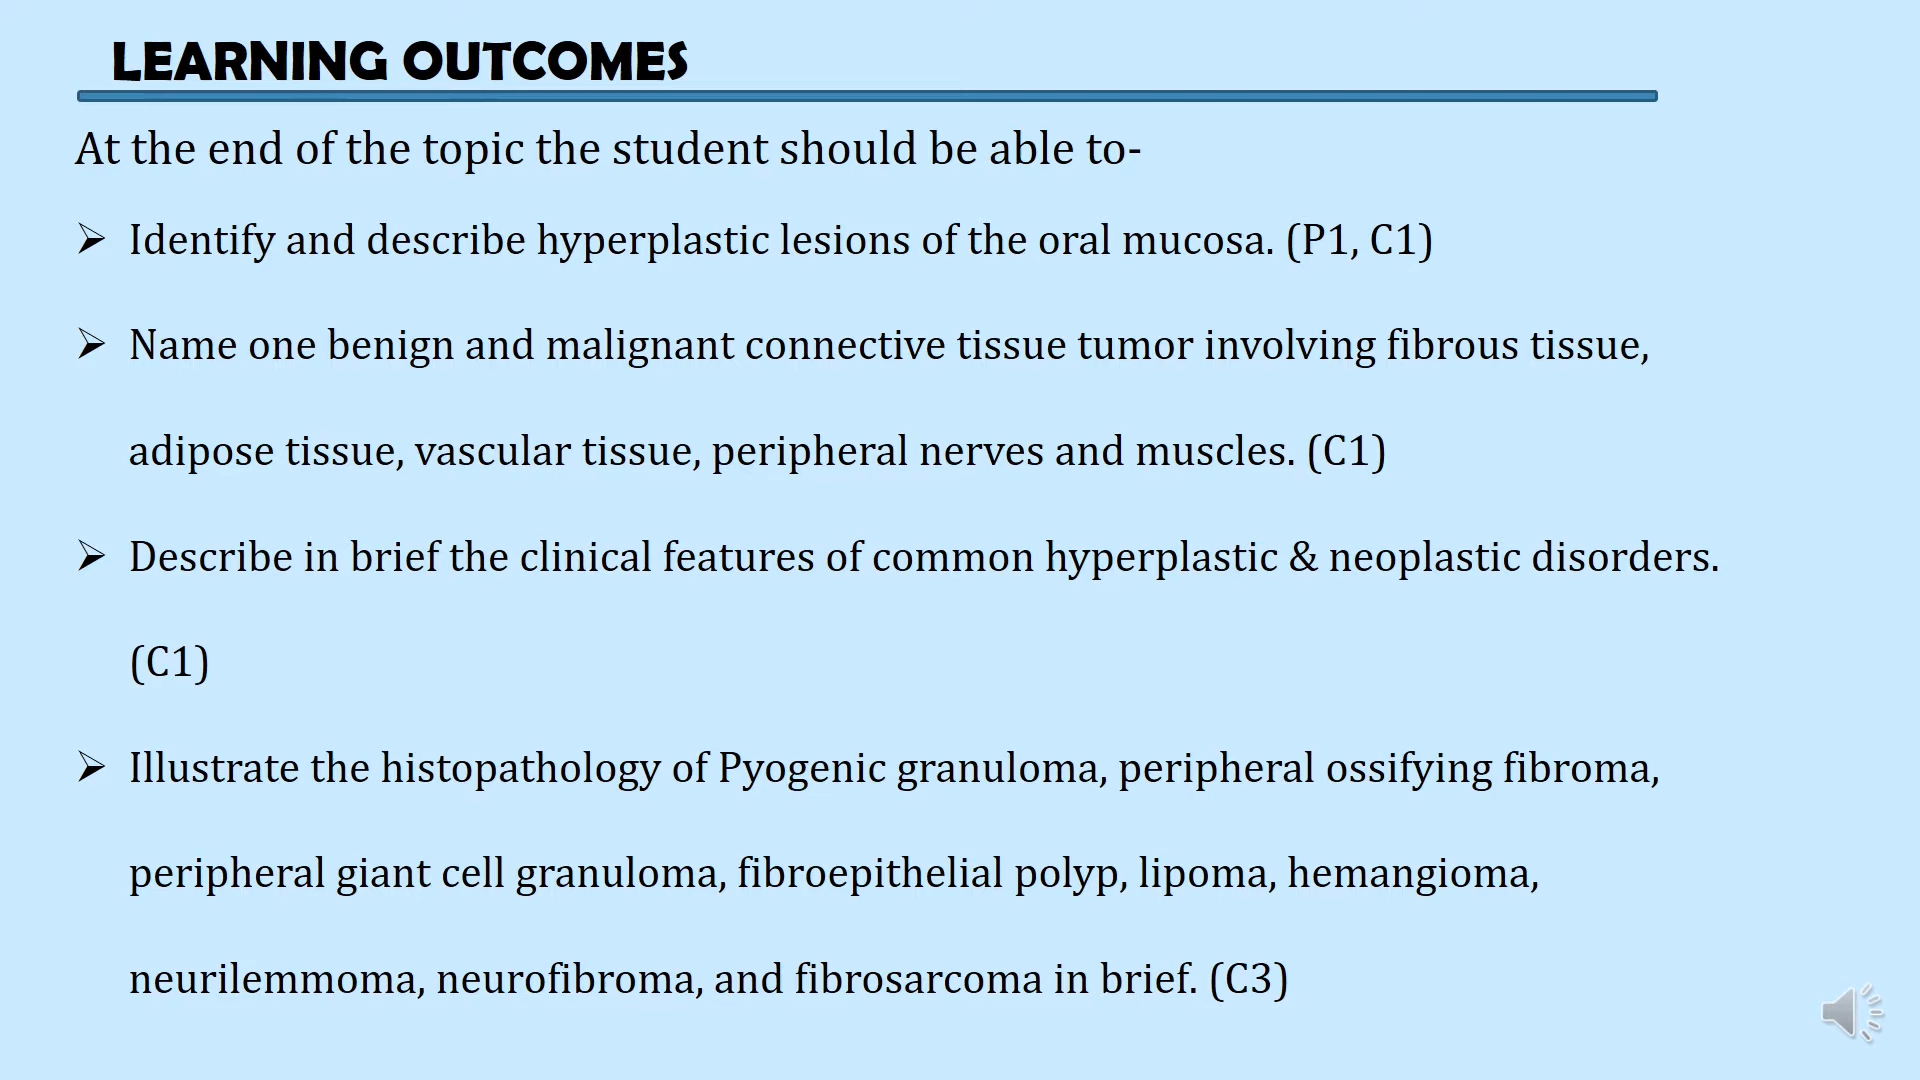 LEARNING OUTCOMES
At the end of the topic the student should be able to-
➢ Identify and describe hyperplastic lesions of the oral mucosa. (P1, C1)
➢ Name one benign and malignant connective tissue tumor involving fibrous tissue,
adipose tissue, vascular tissue, peripheral nerves and muscles. (C1)
➢ Describe in brief the clinical features of common hyperplastic & neoplastic disorders.
(C1)
➢ Illustrate the histopathology of Pyogenic granuloma, peripheral ossifying fibroma,
peripheral giant cell granuloma, fibroepithelial polyp, lipoma, hemangioma,
neurilemmoma, neurofibroma, and fibrosarcoma in brief. (C3)